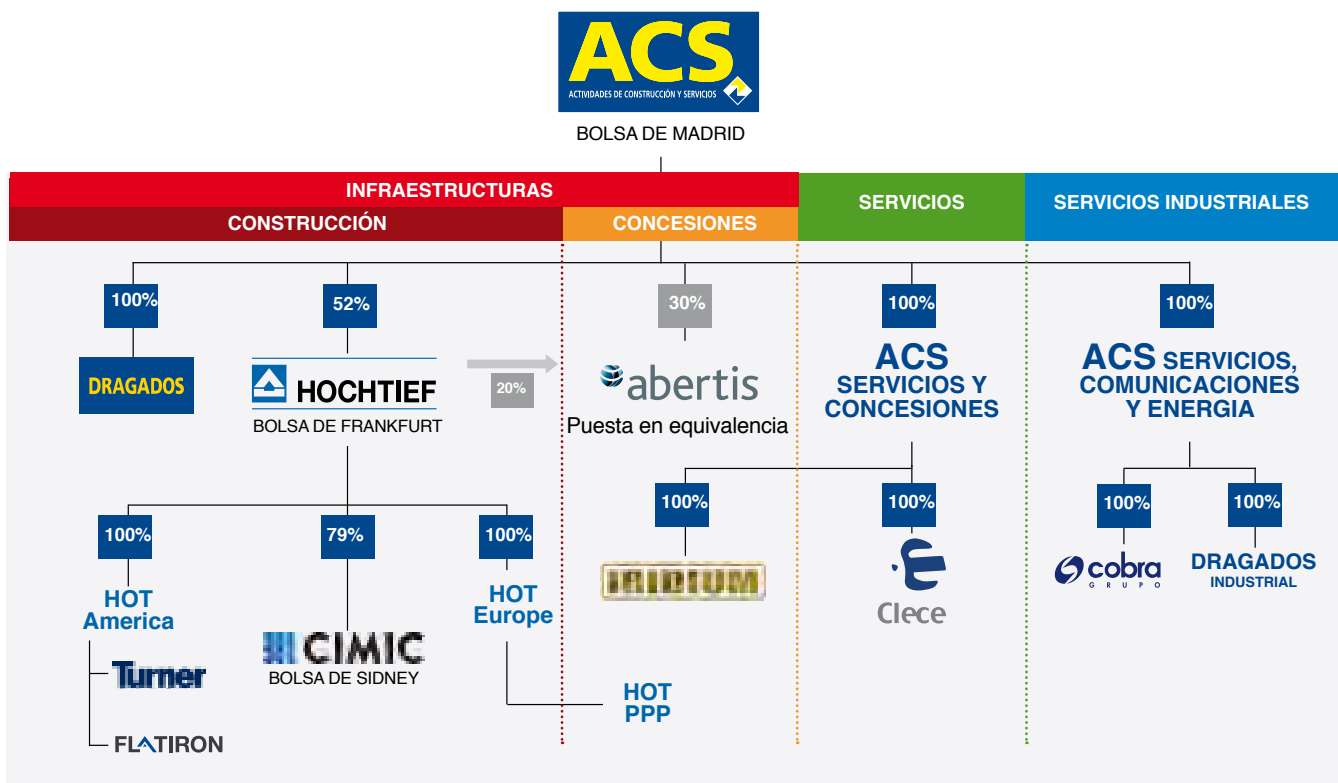 ACS
ACTIVIDADES DE CONSTRUCCIÓN Y SERVICIOS
BOLSA DE MADRID
INFRAESTRUCTURAS
CONSTRUCCIÓN
CONCESIONES
SERVICIOS
SERVICIOS INDUSTRIALES
100%
52%
30%
100%
100%
DRAGADOS
HOCHTIEF
BOLSA DE FRANKFURT
20%
abertis
Puesta en equivalencia
ACS
SERVICIOS Y
CONCESIONES
ACS SERVICIOS,
COMUNICACIONES
Y ENERGIA
100%
79%
100%
100%
100%
100%
100%
HOT
America
Turner
FLATIRON
CIMIC
BOLSA DE SIDNEY
HOT
Europe
HOT
PPP
IRIDIUM
Clece
cobra
GRUPO
DRAGADOS
INDUSTRIAL